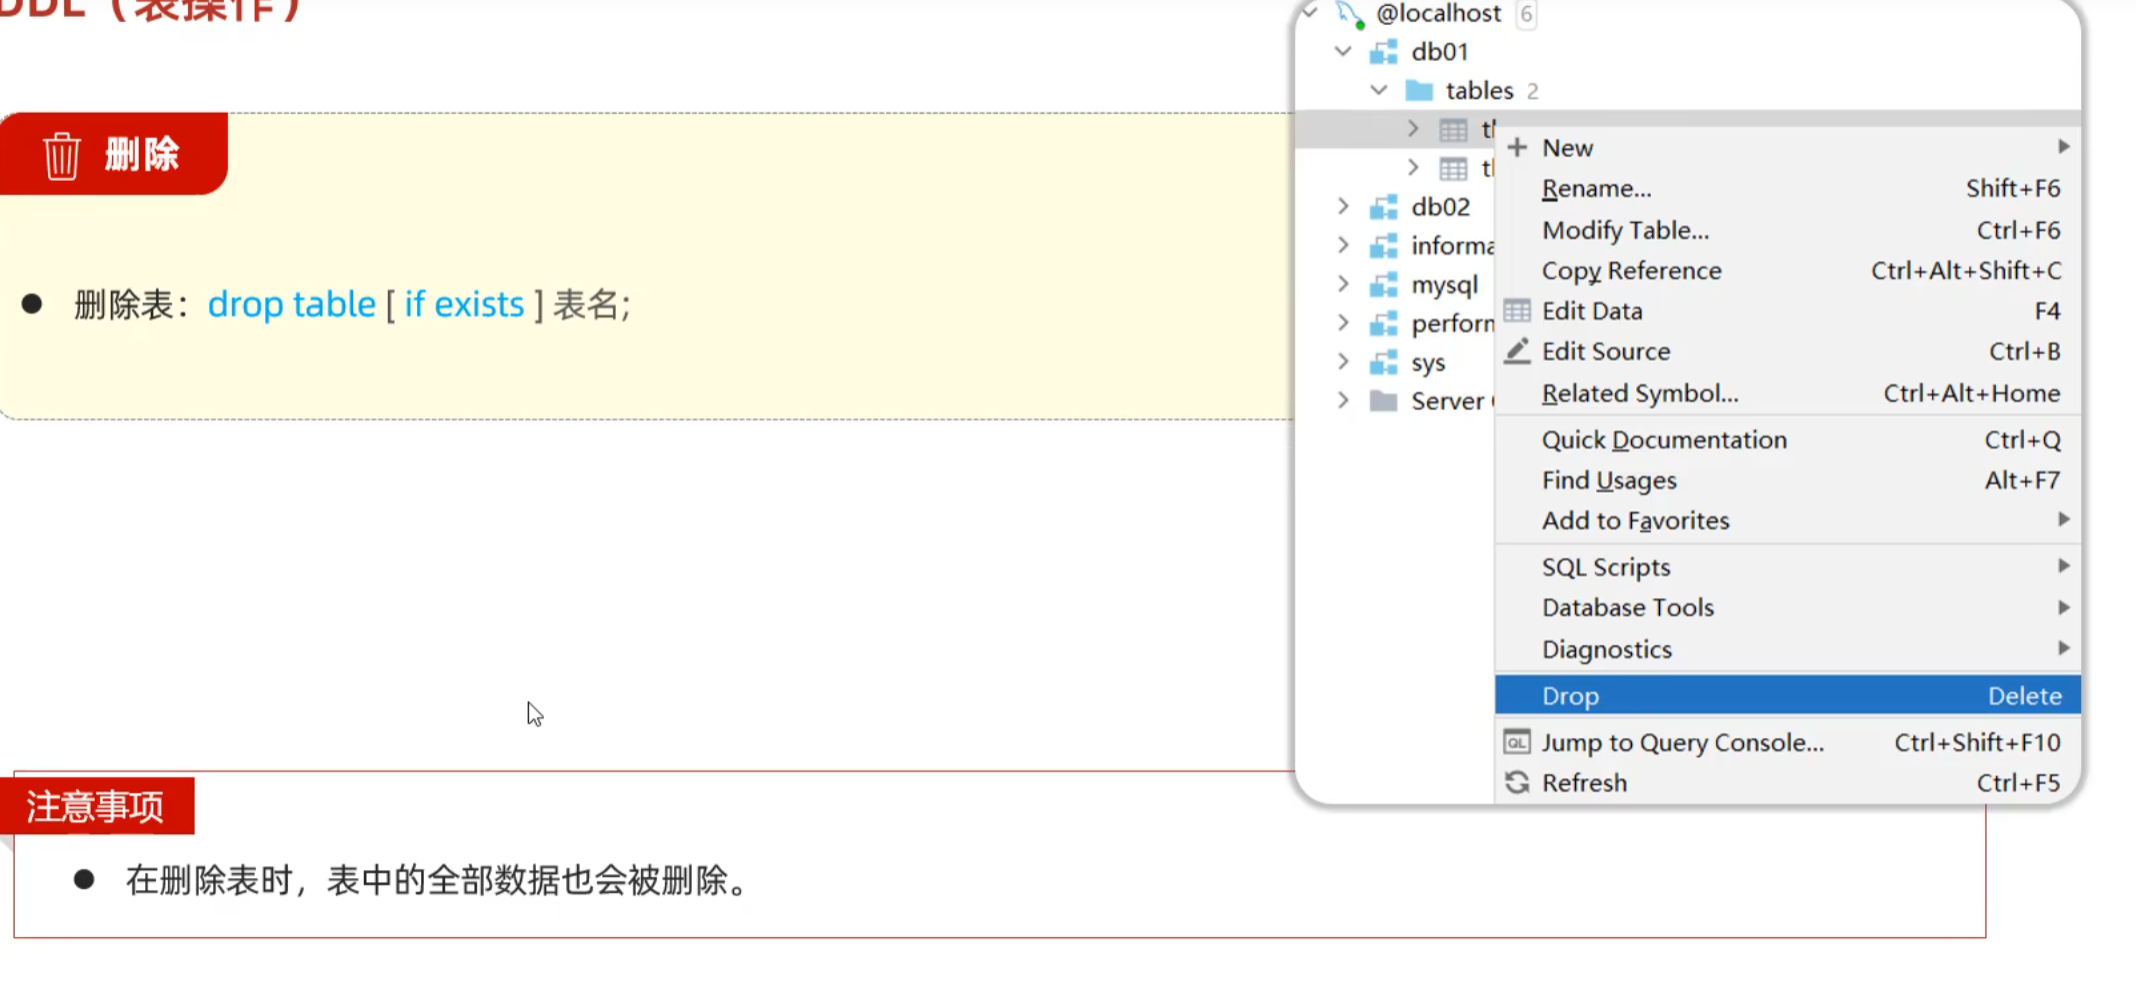 DDL（表操作）
删除
删除表：drop table [ if exists ] 表名;
注意事项
在删除表时，表中的全部数据也会被删除。
@localhost 6
db01
tables 2
db02
mysql
sys
Server
New
Rename... Shift+F6
Modify Table... Ctrl+F6
Copy Reference Ctrl+Alt+Shift+C
Edit Data F4
Edit Source Ctrl+B
Related Symbol... Ctrl+Alt+Home
Quick Documentation Ctrl+Q
Find Usages Alt+F7
Add to Favorites
SQL Scripts
Database Tools
Diagnostics
Drop Delete
QL Jump to Query Console... Ctrl+Shift+F10
Refresh Ctrl+F5